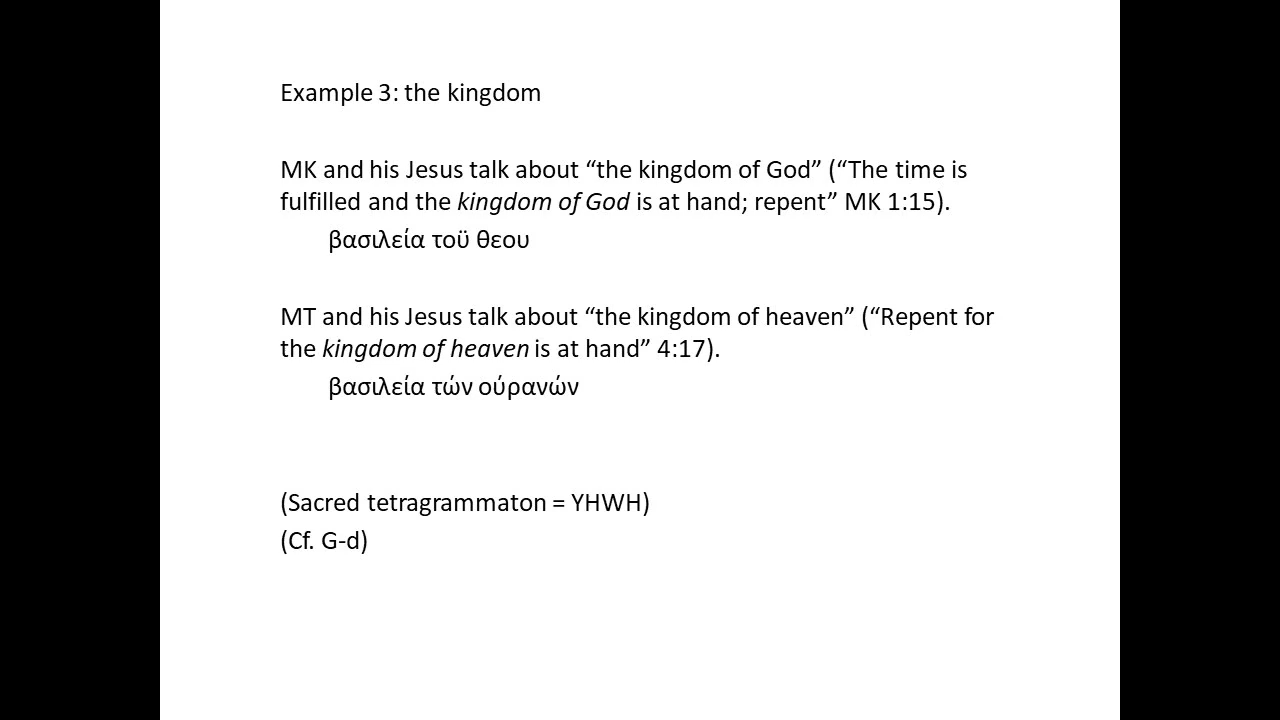 Example 3: the kingdom
MK and his Jesus talk about “the kingdom of God” (“The time is
fulfilled and the kingdom of God is at hand; repent” MK 1:15).
βασιλεία τοϋ θεου
MT and his Jesus talk about “the kingdom of heaven” (“Repent for
the kingdom of heaven is at hand” 4:17).
βασιλεία τών ούρανών
(Sacred tetragrammaton = YHWH)
(Cf. G-d)